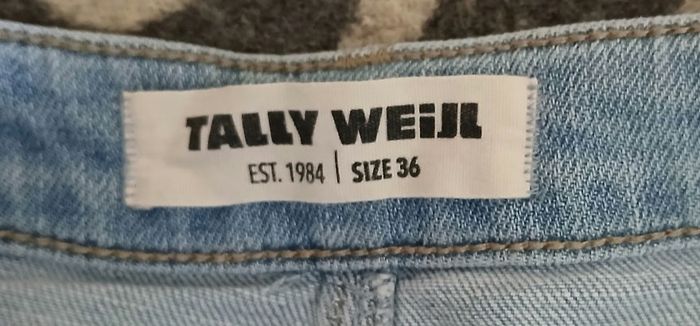 TALLY WEiJL
EST. 1984 | SIZE 36